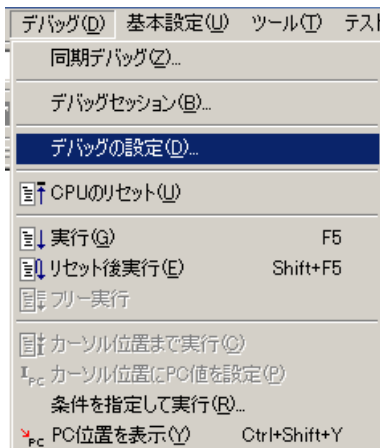 デバッグ(D) 基本設定(U) ツール(T) テスト
同期デバッグ(Z)...
デバッグセッション(B)...
デバッグの設定(D)...
CPUのリセット(U)
実行(G) F5
リセット後実行(E) Shift+F5
フリー実行
カーソル位置まで実行(C)
カーソル位置にPC値を設定(P)
条件を指定して実行(R)...
PC位置を表示(Y) Ctrl+Shift+Y